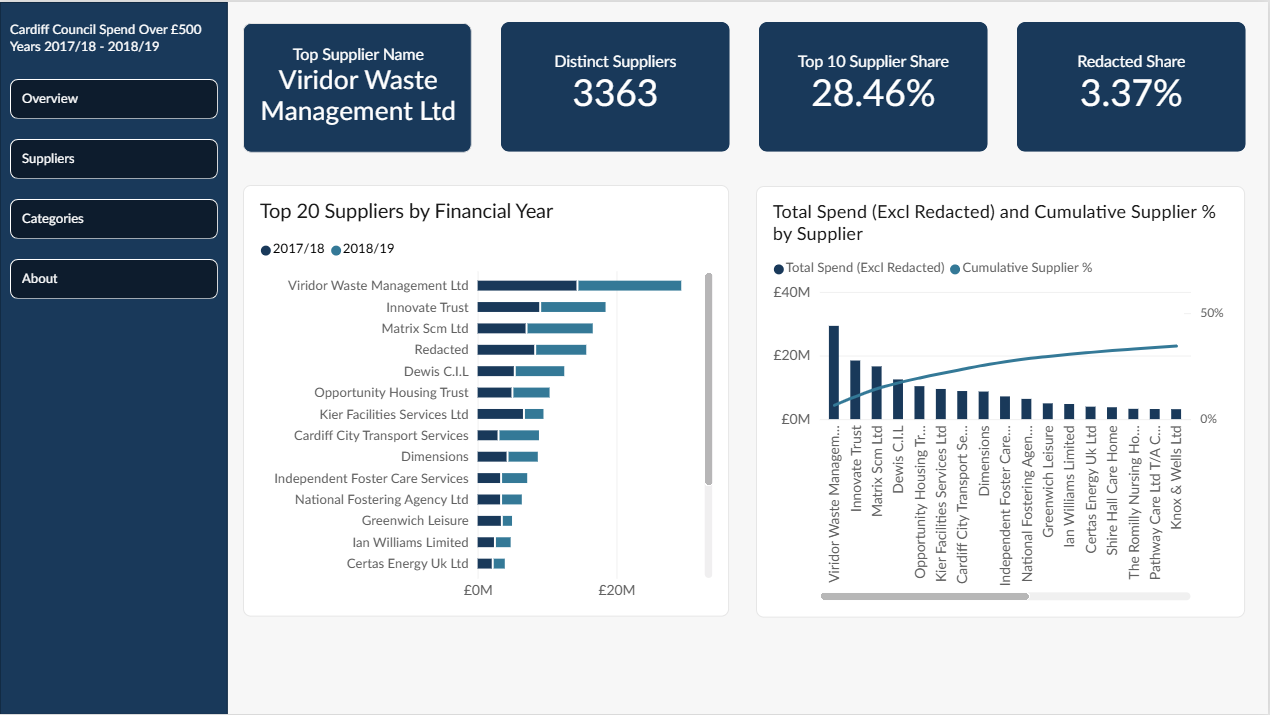 Cardiff Council Spend Over £500
Years 2017/18 - 2018/19
Overview
Suppliers
Categories
About
Top Supplier Name
Viridor Waste
Management Ltd
Distinct Suppliers
3363
Top 10 Supplier Share
28.46%
Redacted Share
3.37%
Top 20 Suppliers by Financial Year
2017/18 2018/19
Viridor Waste Management Ltd
Innovate Trust
Matrix Scm Ltd
Redacted
Dewis C.I.L
Opportunity Housing Trust
Kier Facilities Services Ltd
Cardiff City Transport Services
Dimensions
Independent Foster Care Services
National Fostering Agency Ltd
Greenwich Leisure
Ian Williams Limited
Certas Energy Uk Ltd
£0M £20M
Total Spend (Excl Redacted) and Cumulative Supplier %
by Supplier
Total Spend (Excl Redacted) Cumulative Supplier %
£40M
£20M
£0M
50%
0%
Viridor Waste Managem...
Innovate Trust
Matrix Scm Ltd
Dewis C.I.L
Opportunity Housing Tr...
Kier Facilities Services Ltd
Cardiff City Transport Se...
Dimensions
Independent Foster Care...
National Fostering Agen...
Greenwich Leisure
Ian Williams Limited
Certas Energy Uk Ltd
Shire Hall Care Home
The Romilly Nursing Ho...
Pathway Care Ltd T/A C...
Knox & Wells Ltd